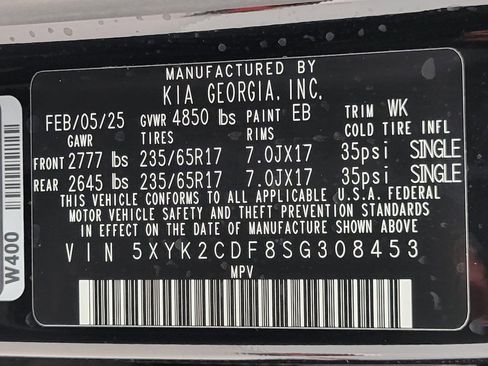 MANUFACTURED BY
KIA GEORGIA, INC.
FEB/05/25 GVWR 4850 lbs PAINT EB TRIM WK
GAWR TIRES RIMS COLD TIRE INFL
FRONT 2777 lbs 235/65R17 7.0JX17 35psi SINGLE
REAR 2645 lbs 235/65R17 7.0JX17 35psi SINGLE
THIS VEHICLE CONFORMS TO ALL APPLICABLE U.S.A. FEDERAL
MOTOR VEHICLE SAFETY AND THEFT PREVENTION STANDARDS
IN EFFECT ON THE DATE OF MANUFACTURE SHOWN ABOVE
VIN 5XYK2CDF8SG308453
MPV
W400